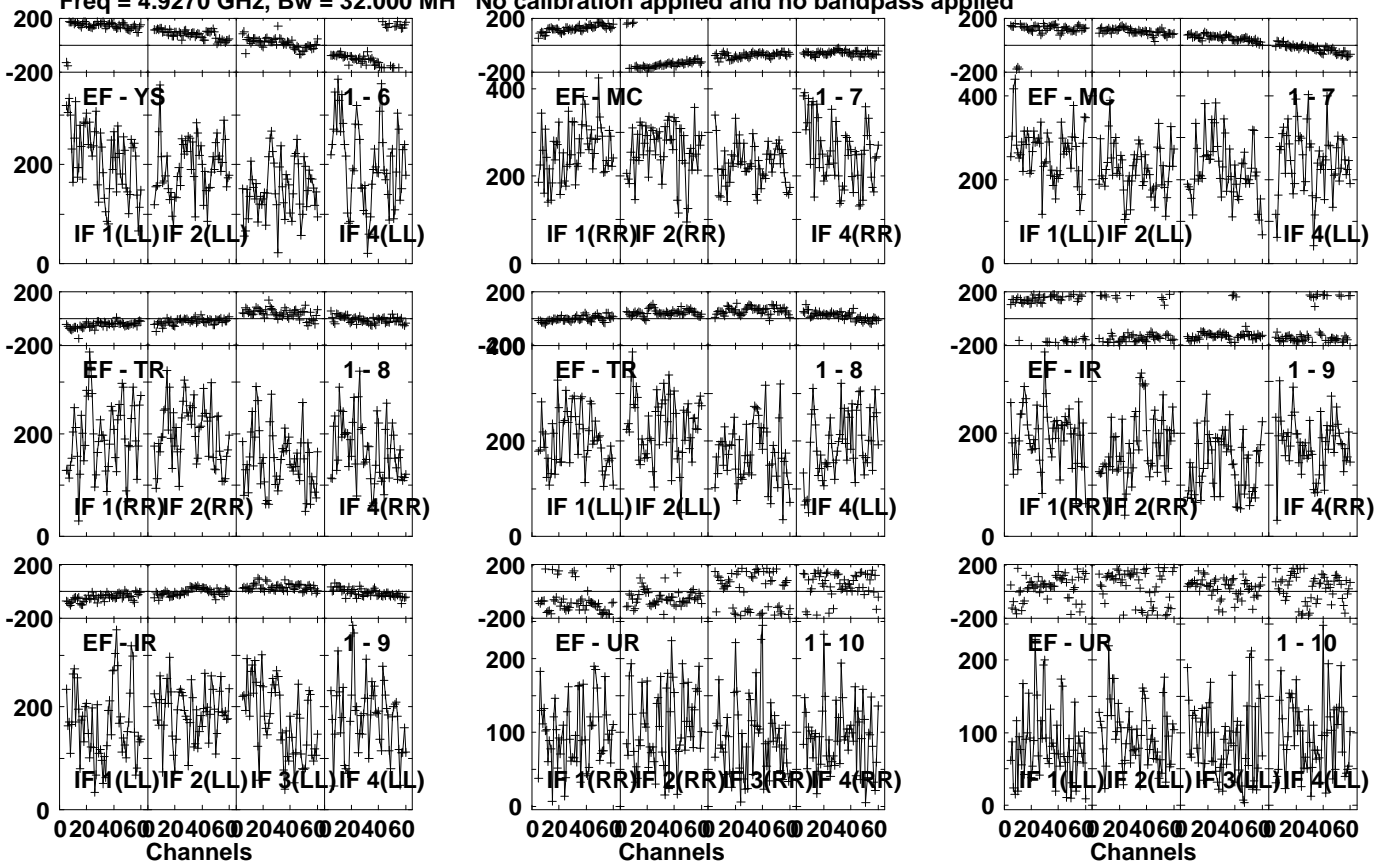 Freq = 4.9270 GHz, Bw = 32.000 MH No calibration applied and no bandpass applied
200 200 200
-200 -200 -200
EF - YS 1 - 6 400 EF - MC 1 - 7 400 EF - MC 1 - 7
200 200 200
IF 1(LL) IF 2(LL) IF 4(LL) IF 1(RR) IF 2(RR) IF 4(RR) IF 1(LL) IF 2(LL) IF 4(LL)
0 0 0
200 200 200
-200 -200 400 -200
EF - TR 1 - 8 EF - TR 1 - 8 EF - IR 1 - 9
200 200 200
IF 1(RR) IF 2(RR) IF 4(RR) IF 1(LL) IF 2(LL) IF 4(LL) IF 1(RR) IF 2(RR) IF 4(RR)
0 0 0
200 200 200
-200 -200 -200
EF - IR 1 - 9 EF - UR 1 - 10 EF - UR 1 - 10
200 200 200
200 100 100
IF 1(LL) IF 2(LL) IF 3(LL) IF 4(LL) IF 1(RR) IF 2(RR) IF 3(RR) IF 4(RR) IF 1(LL) IF 2(LL) IF 3(LL) IF 4(LL)
0 0 0
0 20 40 60 0 20 40 60 0 20 40 60 0 20 40 60 0 20 40 60 0 20 40 60 0 20 40 60 0 20 40 60 0 20 40 60 0 20 40 60 0 20 40 60 0 20 40 60
Channels Channels Channels